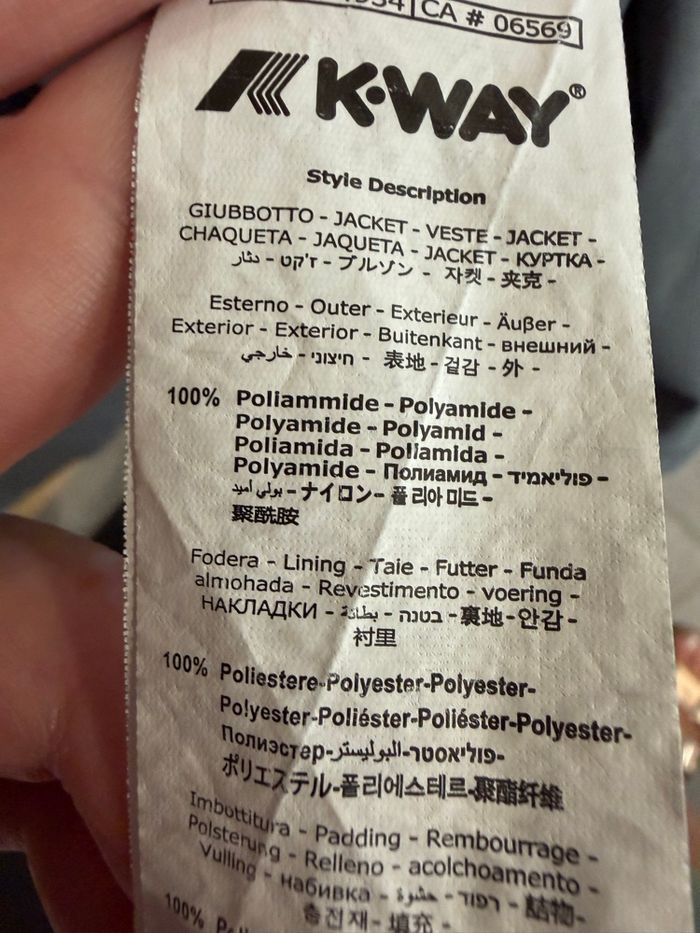 CA # 06569
K·WAY®
Style Description
GIUBBOTTO - JACKET - VESTE - JACKET -
CHAQUETA - JAQUETA - JACKET - КУРТКА -
دثار - ז'קט - ブルゾン - 자켓 - 夹克 -
Esterno - Outer - Exterieur - Äußer -
Exterior - Exterior - Buitenkant - внешний -
خارجي - חיצוני - 表地 - 겉감 - 外 -
100% Poliammide - Polyamide -
Polyamide - Polyamid -
Poliamida - Poliamida -
Polyamide - Полиамид - פוליאמיד -
بولي أميد - ナイロン - 폴리아미드 -
聚酰胺
Fodera - Lining - Taie - Futter - Funda
almohada - Revestimento - voering -
НАКЛАДКИ - بطانة - בטנה - 裏地 - 안감 -
衬里
100% Poliestere-Polyester-Polyester-
Polyester-Poliéster-Poliéster-Polyester-
Полиэстер-البوليستر-פוליאסטר-
ポリエステル-폴리에스테르-聚酯纤维
Imbottitura - Padding - Rembourrage -
Polsterung - Relleno - acolchoamento -
Vulling - набивка - حشوة - ריפוד - 詰物-
충전재 - 填充 -
100%